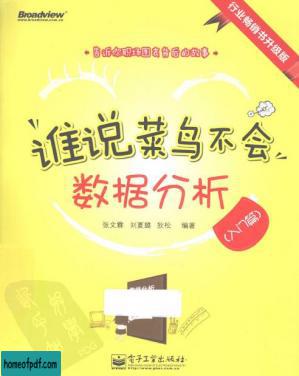 Broadview
行业畅销书升级版
告诉你职场图表背后的故事
谁说菜鸟不会
数据分析
(入门篇)
张文霖 刘夏璐 狄松 编著
电子工业出版社
homeofpdf.com